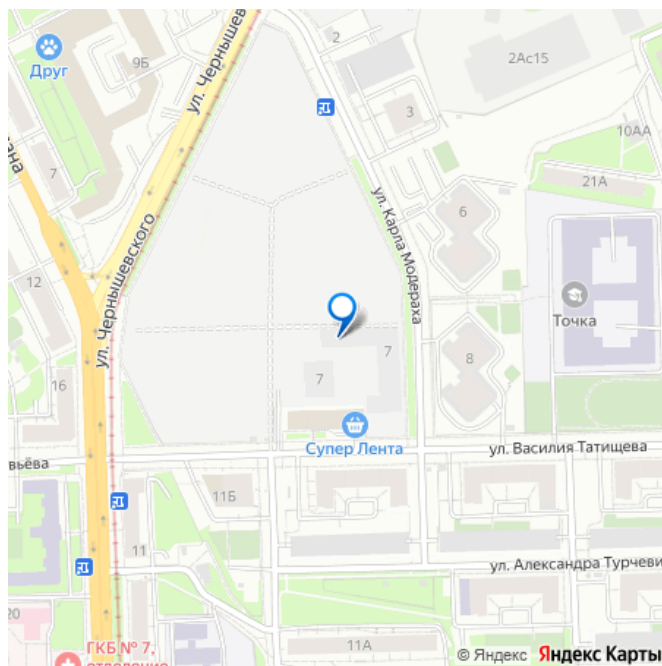 ул. Чернышев
2
2Ас15
9Б
Друг
3
10АА
7
21А
ул. Карла Модераха
6
ул. Чернышевского
12
Точка
7
8
7
16
Супер Лента
ул. Василия Татищева
вьёва
11Б
11
ул. Александра Турчеви
20
ГКБ № 7,
11А
© Яндекс Яндекс Карты